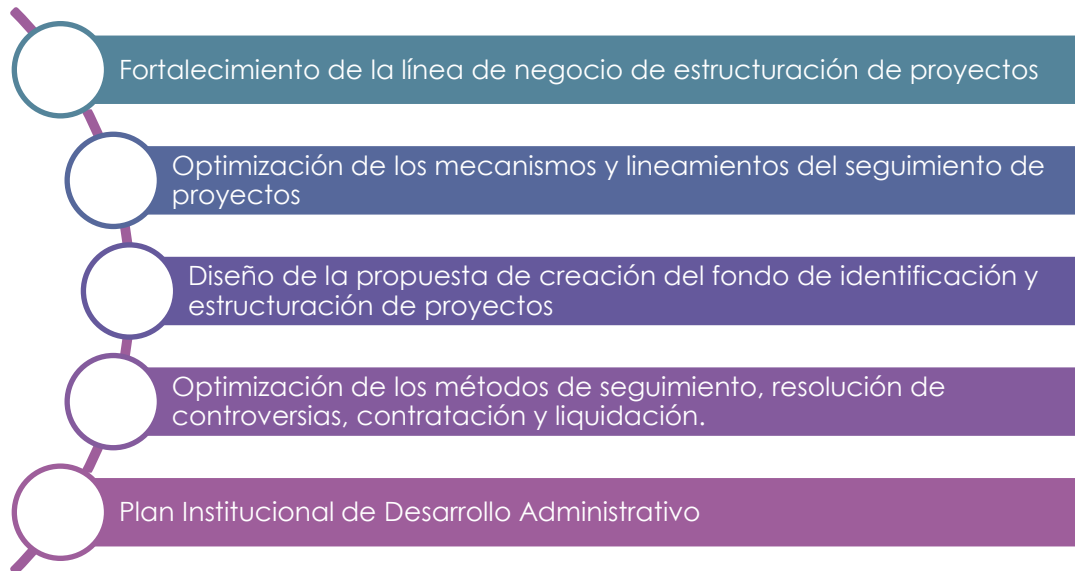 Fortalecimiento de la línea de negocio de estructuración de proyectos
Optimización de los mecanismos y lineamientos del seguimiento de
proyectos
Diseño de la propuesta de creación del fondo de identificación y
estructuración de proyectos
Optimización de los métodos de seguimiento, resolución de
controversias, contratación y liquidación.
Plan Institucional de Desarrollo Administrativo